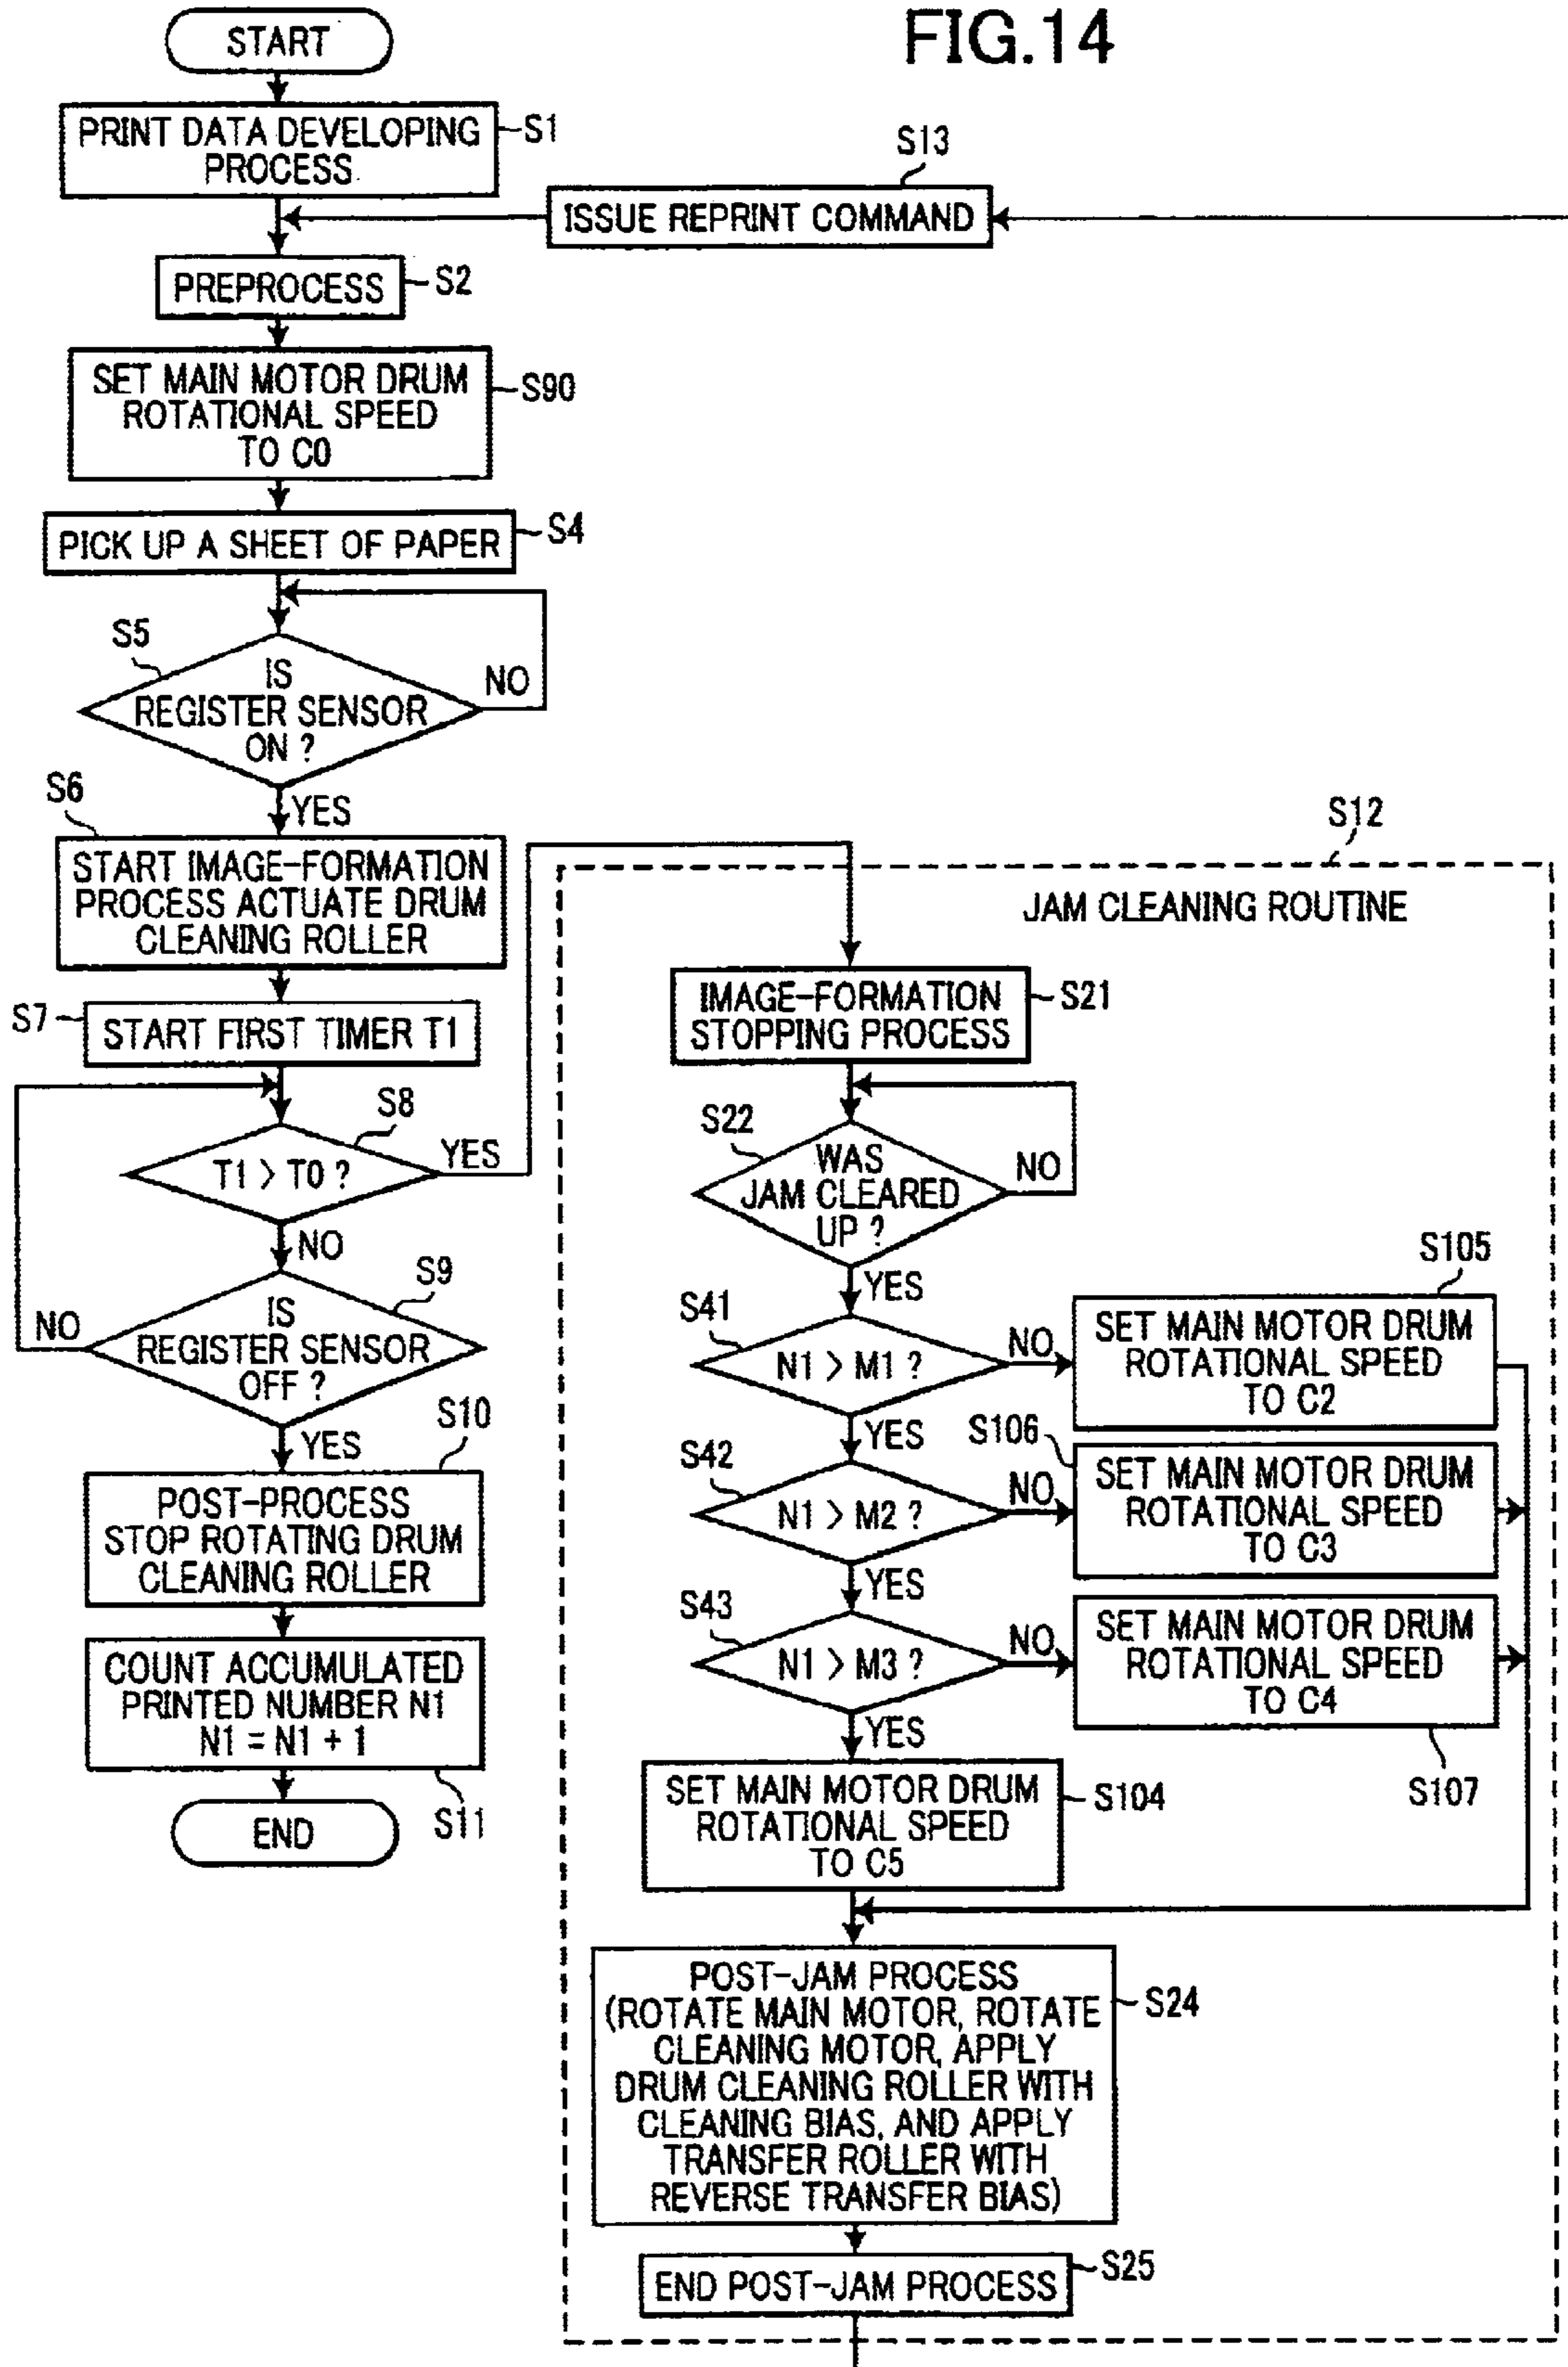 FIG.14
START
PRINT DATA DEVELOPING
PROCESS
S1
S13
ISSUE REPRINT COMMAND
PREPROCESS
S2
SET MAIN MOTOR DRUM
ROTATIONAL SPEED
TO C0
S90
PICK UP A SHEET OF PAPER
S4
S5
IS
REGISTER SENSOR
ON ?
NO
YES
S6
START IMAGE-FORMATION
PROCESS ACTUATE DRUM
CLEANING ROLLER
S7
START FIRST TIMER T1
S8
T1 > T0 ?
YES
NO
S9
IS
REGISTER SENSOR
OFF ?
NO
YES
S10
POST-PROCESS
STOP ROTATING DRUM
CLEANING ROLLER
COUNT ACCUMULATED
PRINTED NUMBER N1
N1 = N1 + 1
S11
END
S12
JAM CLEANING ROUTINE
IMAGE-FORMATION
STOPPING PROCESS
S21
S22
WAS
JAM CLEARED
UP ?
NO
YES
S41
N1 > M1 ?
NO
S105
SET MAIN MOTOR DRUM
ROTATIONAL SPEED
TO C2
YES
S42
N1 > M2 ?
NO
S106
SET MAIN MOTOR DRUM
ROTATIONAL SPEED
TO C3
YES
S43
N1 > M3 ?
NO
SET MAIN MOTOR DRUM
ROTATIONAL SPEED
TO C4
S107
YES
SET MAIN MOTOR DRUM
ROTATIONAL SPEED
TO C5
S104
POST-JAM PROCESS
(ROTATE MAIN MOTOR, ROTATE
CLEANING MOTOR, APPLY
DRUM CLEANING ROLLER WITH
CLEANING BIAS, AND APPLY
TRANSFER ROLLER WITH
REVERSE TRANSFER BIAS)
S24
END POST-JAM PROCESS
S25